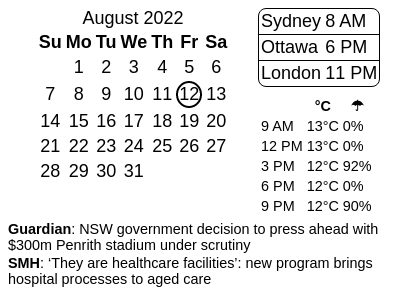 August 2022
Su Mo Tu We Th Fr Sa
1 2 3 4 5 6
7 8 9 10 11 12 13
14 15 16 17 18 19 20
21 22 23 24 25 26 27
28 29 30 31
Sydney 8 AM
Ottawa 6 PM
London 11 PM
°C ☂
9 AM 13°C 0%
12 PM 13°C 0%
3 PM 12°C 92%
6 PM 12°C 0%
9 PM 12°C 90%
Guardian: NSW government decision to press ahead with
$300m Penrith stadium under scrutiny
SMH: ‘They are healthcare facilities’: new program brings
hospital processes to aged care